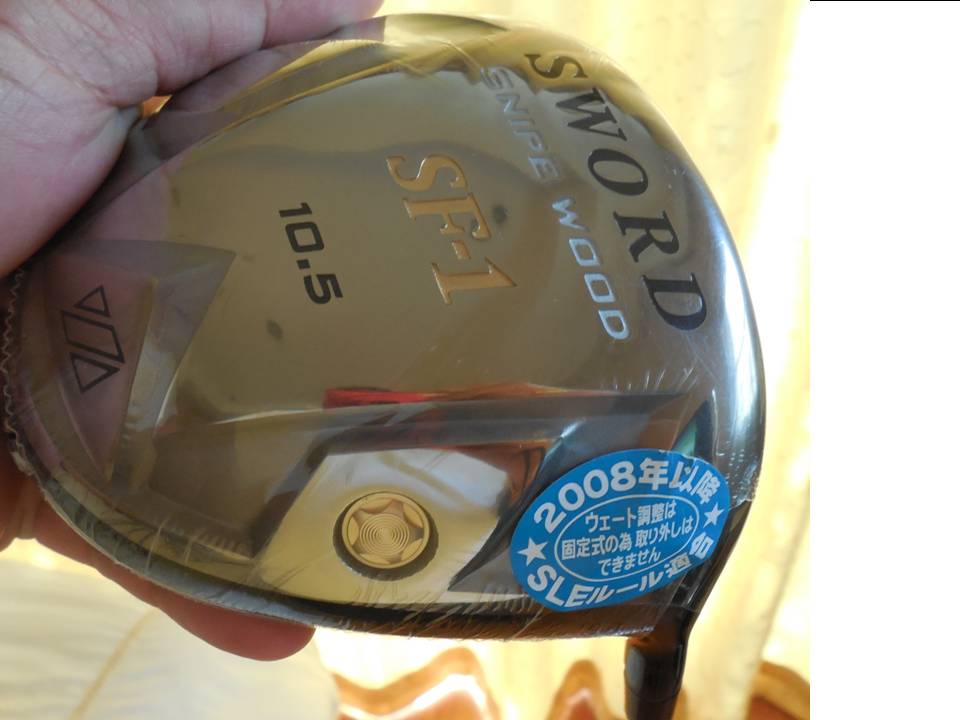 SWORD
SNIPE WOOD
SF-1
10.5
2008年以降
ウェート調整は
固定式の為 取り外しは
できません
★SLEルール適合★